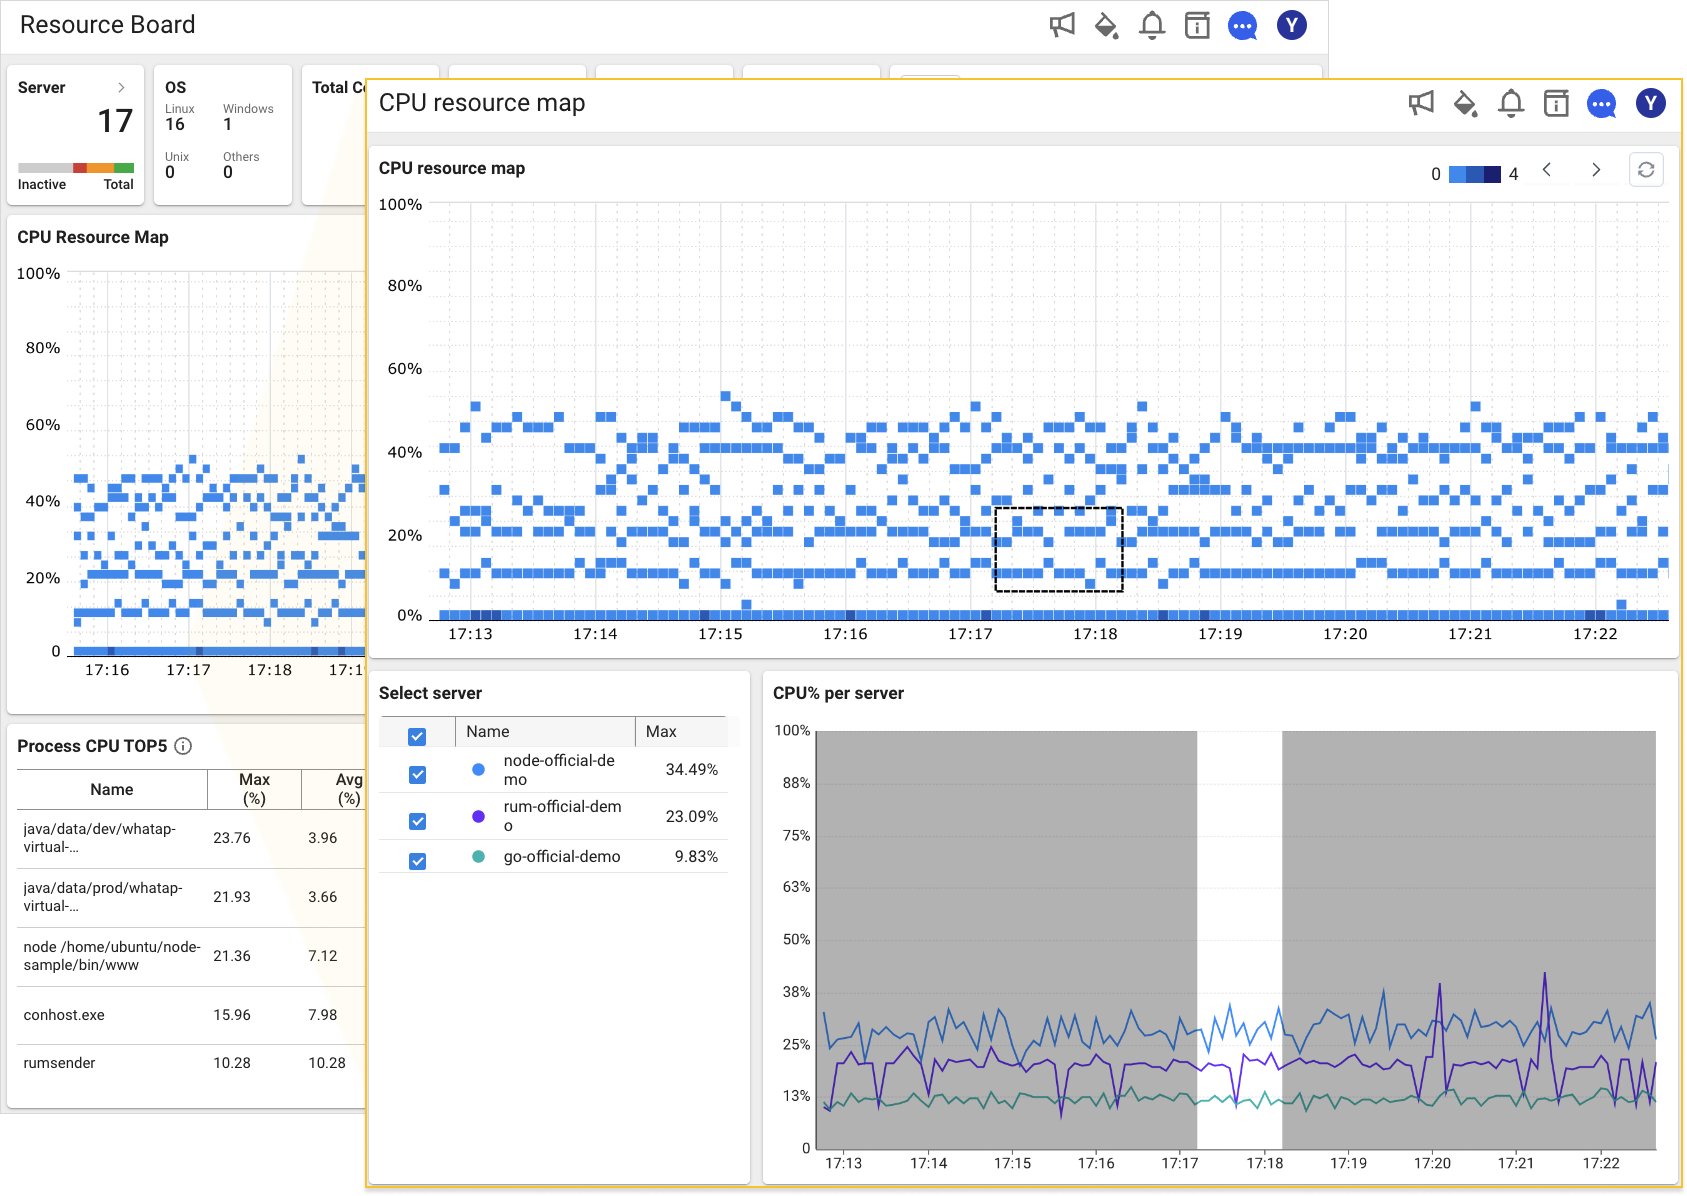 Resource Board
Y
Server
17
Inactive
Total
OS
Linux
16
Windows
1
Unix
0
Others
0
Total
CPU Resource Map
100%
80%
60%
40%
20%
0
17:16
17:17
17:18
Process CPU TOP5
Name
Max
(%)
Avg
(%)
java/data/dev/whatap-
virtual-...
23.76
3.96
java/data/prod/whatap-
virtual-...
21.93
3.66
node /home/ubuntu/node-
sample/bin/www
21.36
7.12
conhost.exe
15.96
7.98
rumsender
10.28
10.28
CPU resource map
Y
CPU resource map
0
4
100%
80%
60%
40%
20%
0%
17:13
17:14
17:15
17:16
17:17
17:18
17:19
17:20
17:21
17:22
Select server
Name
Max
node-official-de
mo
34.49%
rum-official-dem
o
23.09%
go-official-demo
9.83%
CPU% per server
100%
88%
75%
63%
50%
38%
25%
13%
0
17:13
17:14
17:15
17:16
17:17
17:18
17:19
17:20
17:21
17:22